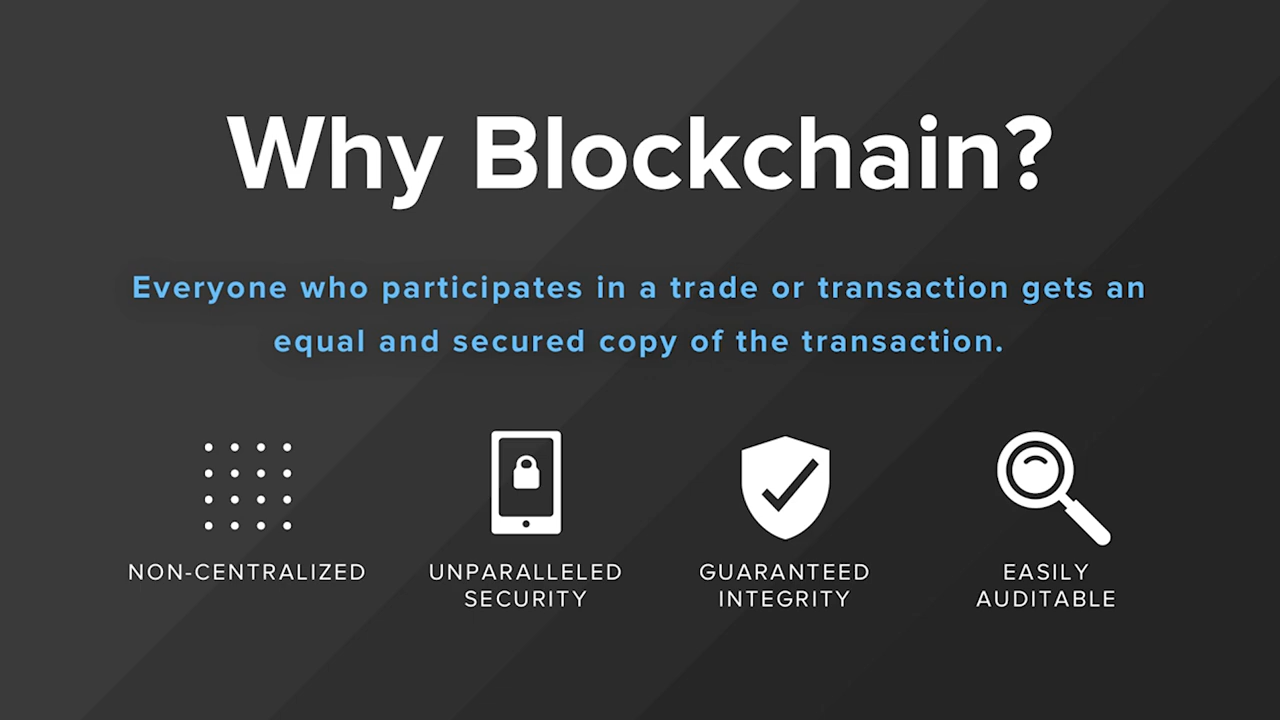 Why Blockchain?
Everyone who participates in a trade or transaction gets an
equal and secured copy of the transaction.
NON-CENTRALIZED
UNPARALLELED
SECURITY
GUARANTEED
INTEGRITY
EASILY
AUDITABLE